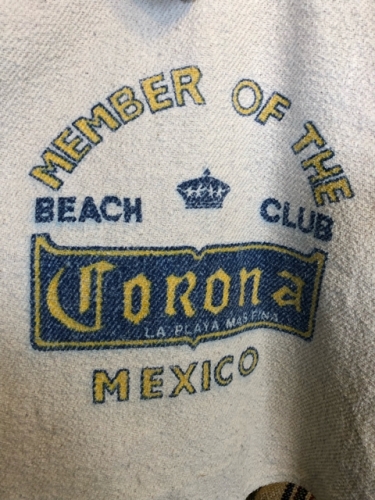 MEMBER OF THE
BEACH CLUB
Corona
LA PLAYA MAS FINA
MEXICO